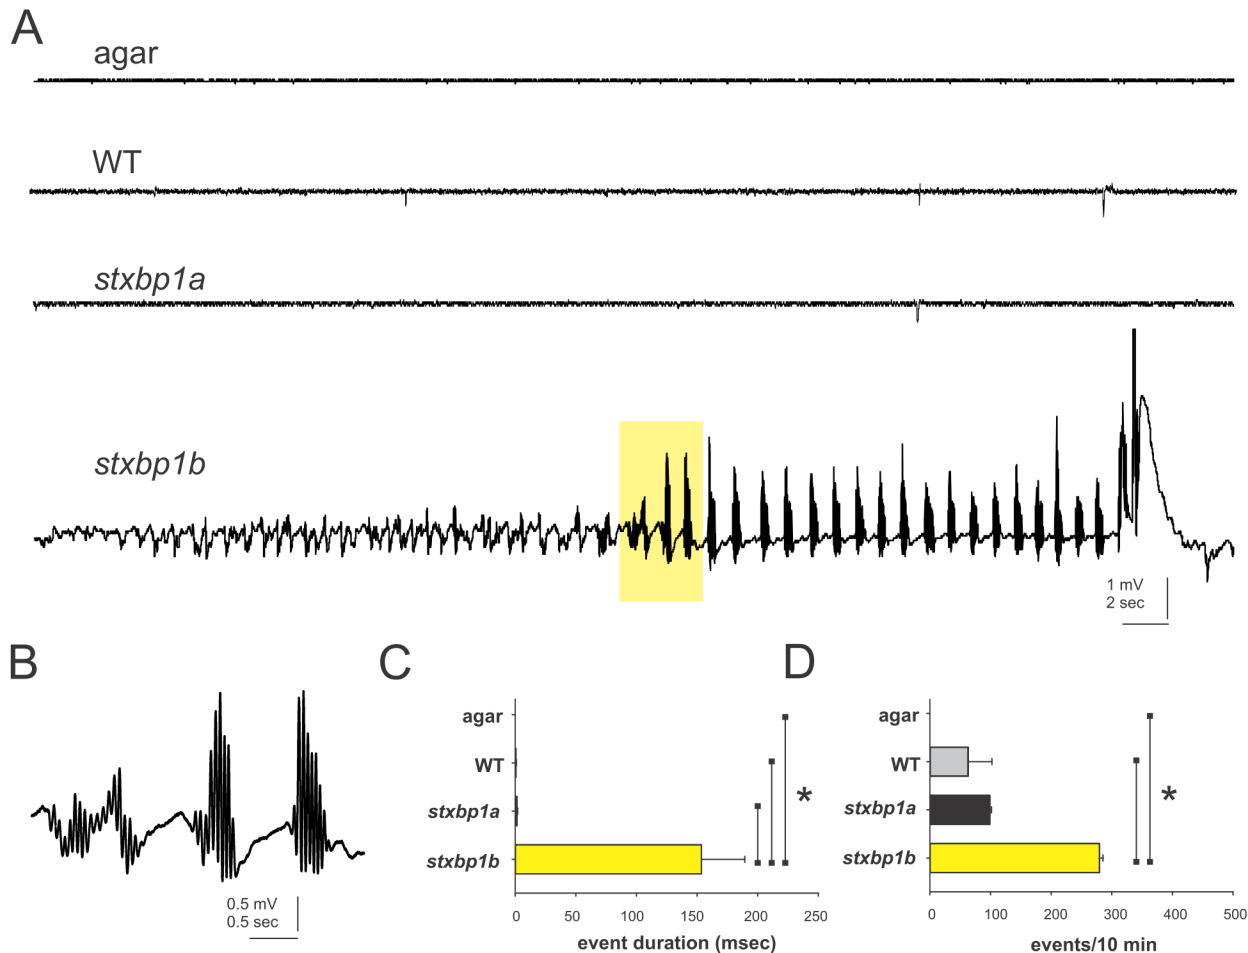 A
agar
WT
stxbp1a
stxbp1b
1 mV
2 sec
B
0.5 mV
0.5 sec
C
agar
WT
stxbp1a
stxbp1b
*
0 50 100 150 200 250
event duration (msec)
D
agar
WT
stxbp1a
stxbp1b
*
0 100 200 300 400 500
events/10 min